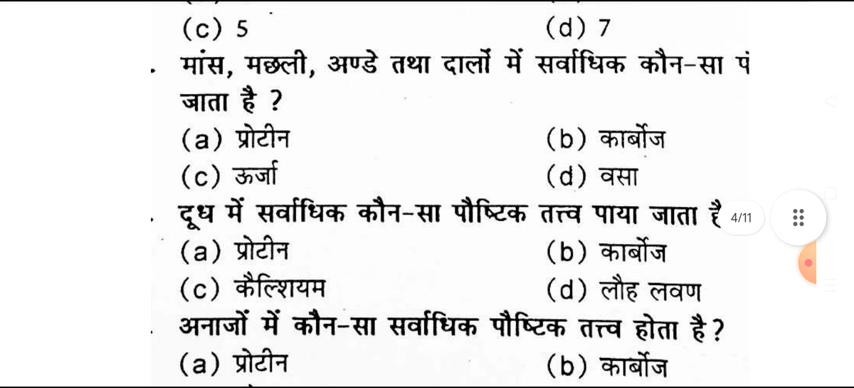 (c) 5 (d) 7
मांस, मछली, अण्डे तथा दालों में सर्वाधिक कौन-सा
जाता है ?
(a) प्रोटीन (b) कार्बोज
(c) ऊर्जा (d) वसा
दूध में सर्वाधिक कौन-सा पौष्टिक तत्त्व पाया जाता है
4/11
(a) प्रोटीन (b) कार्बोज
(c) कैल्शियम (d) लौह लवण
अनाजों में कौन-सा सर्वाधिक पौष्टिक तत्त्व होता है?
(a) प्रोटीन (b) कार्बोज